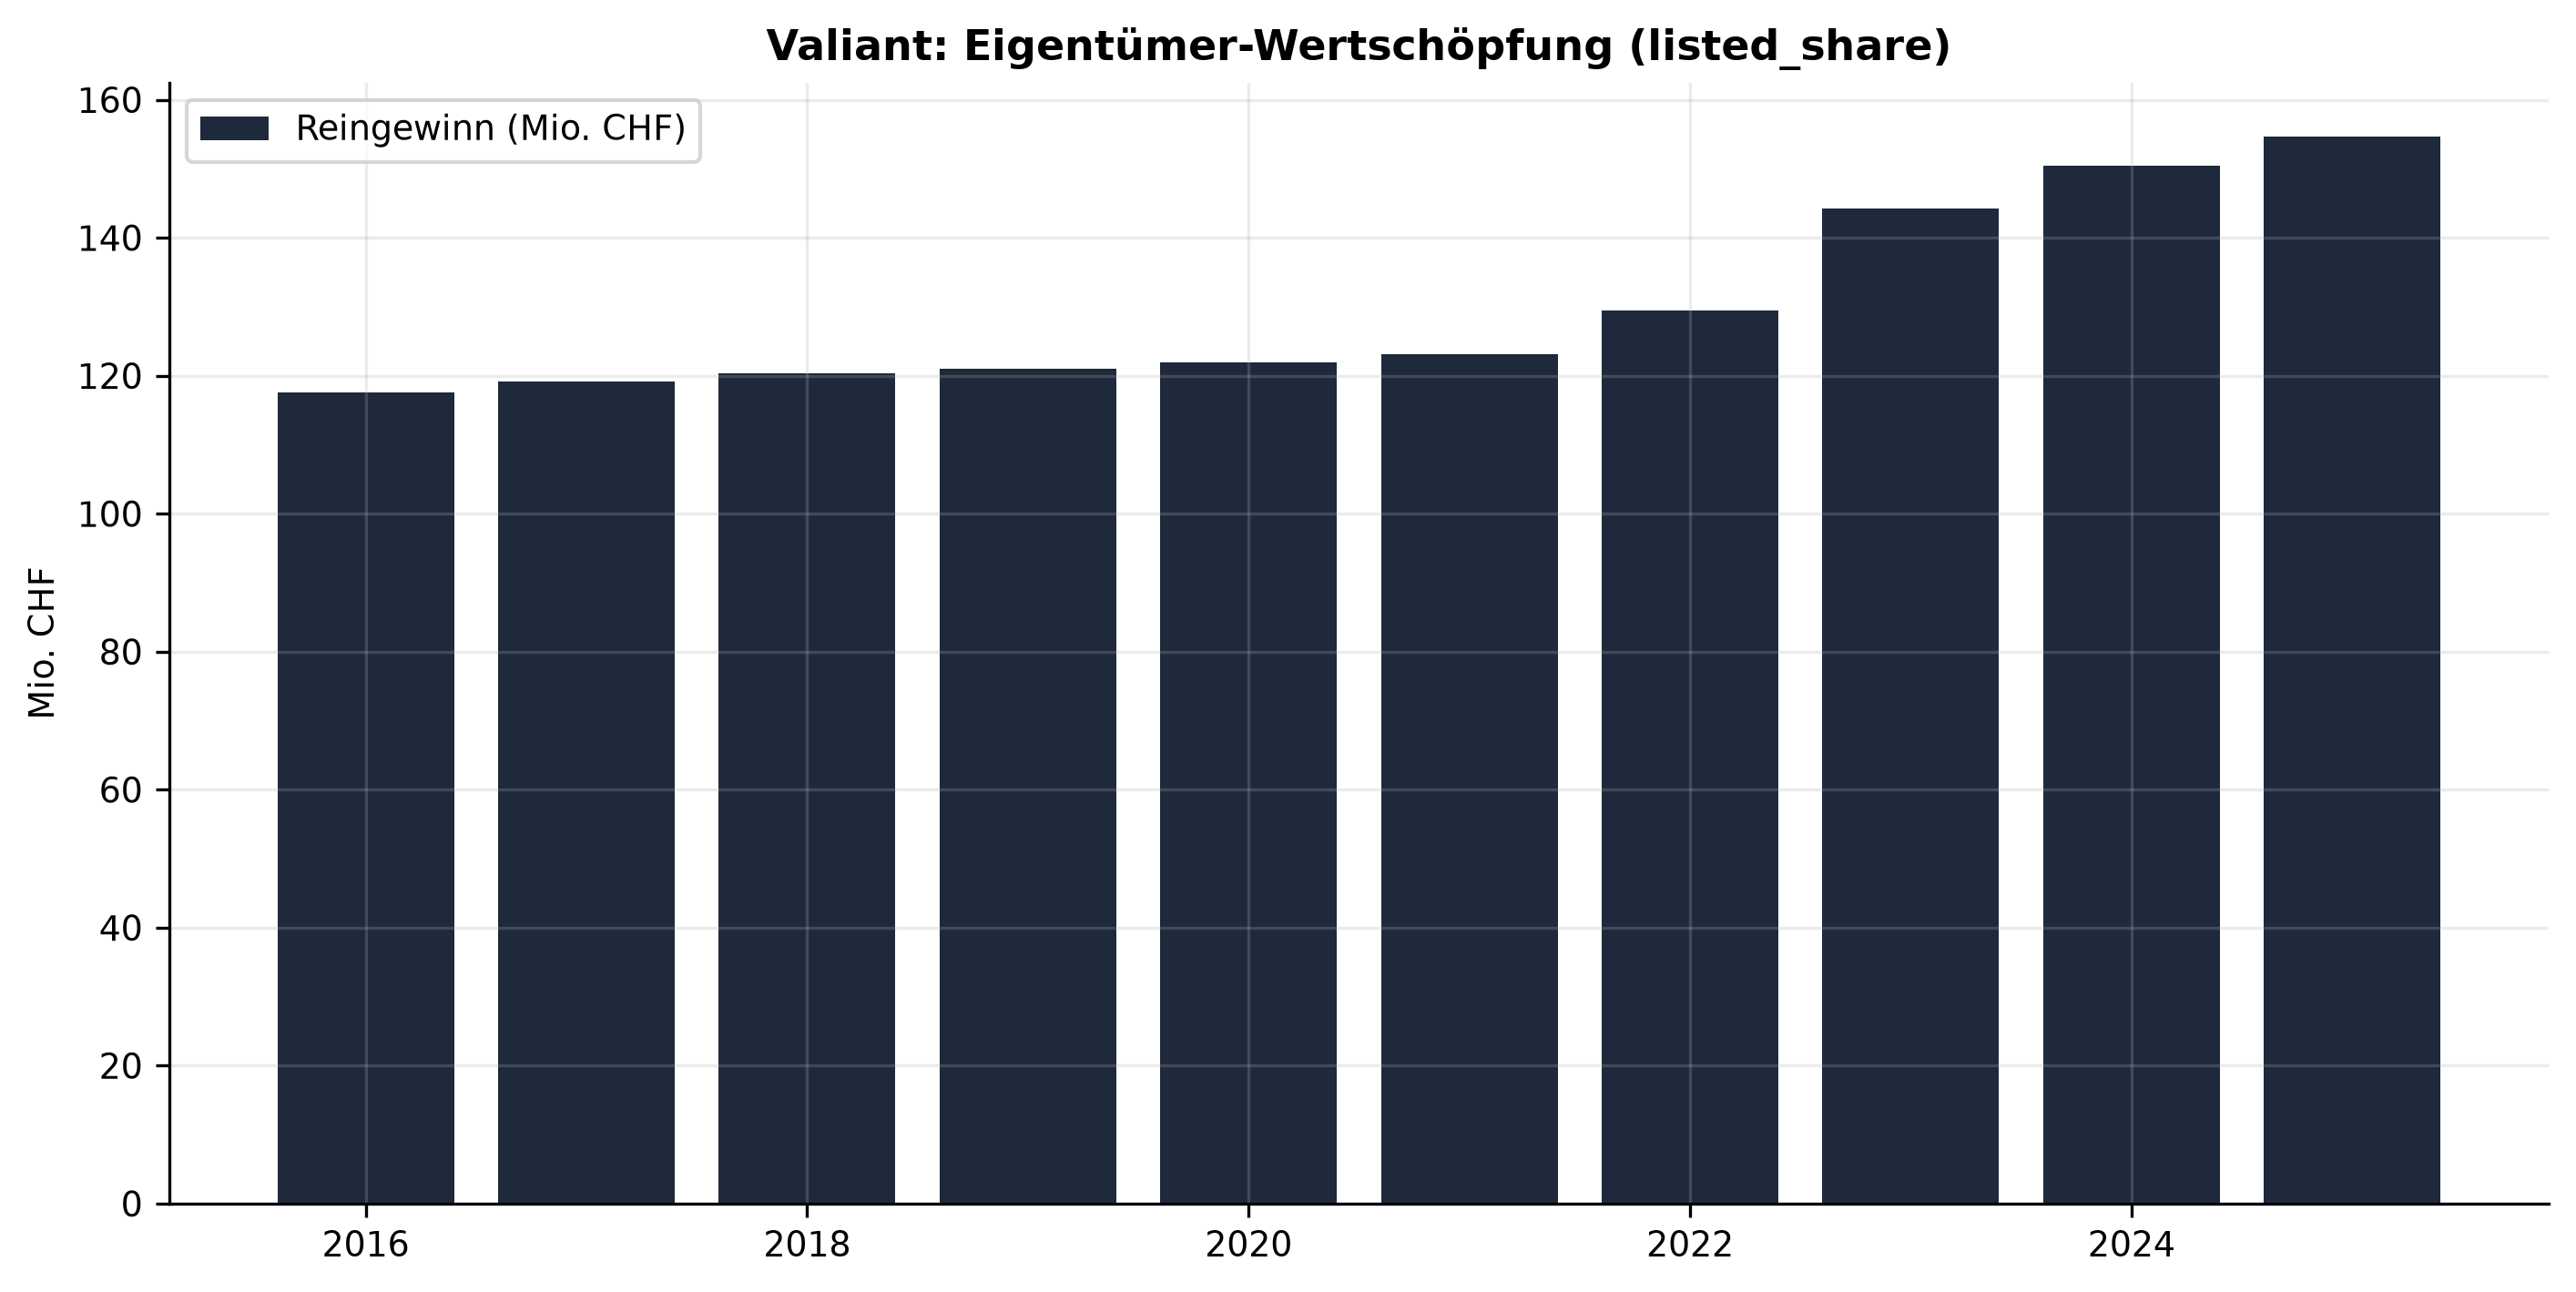 Valiant: Eigentümer-Wertschöpfung (listed_share)
Reingewinn (Mio. CHF)
Mio. CHF
160
140
120
100
80
60
40
20
0
2016 2018 2020 2022 2024